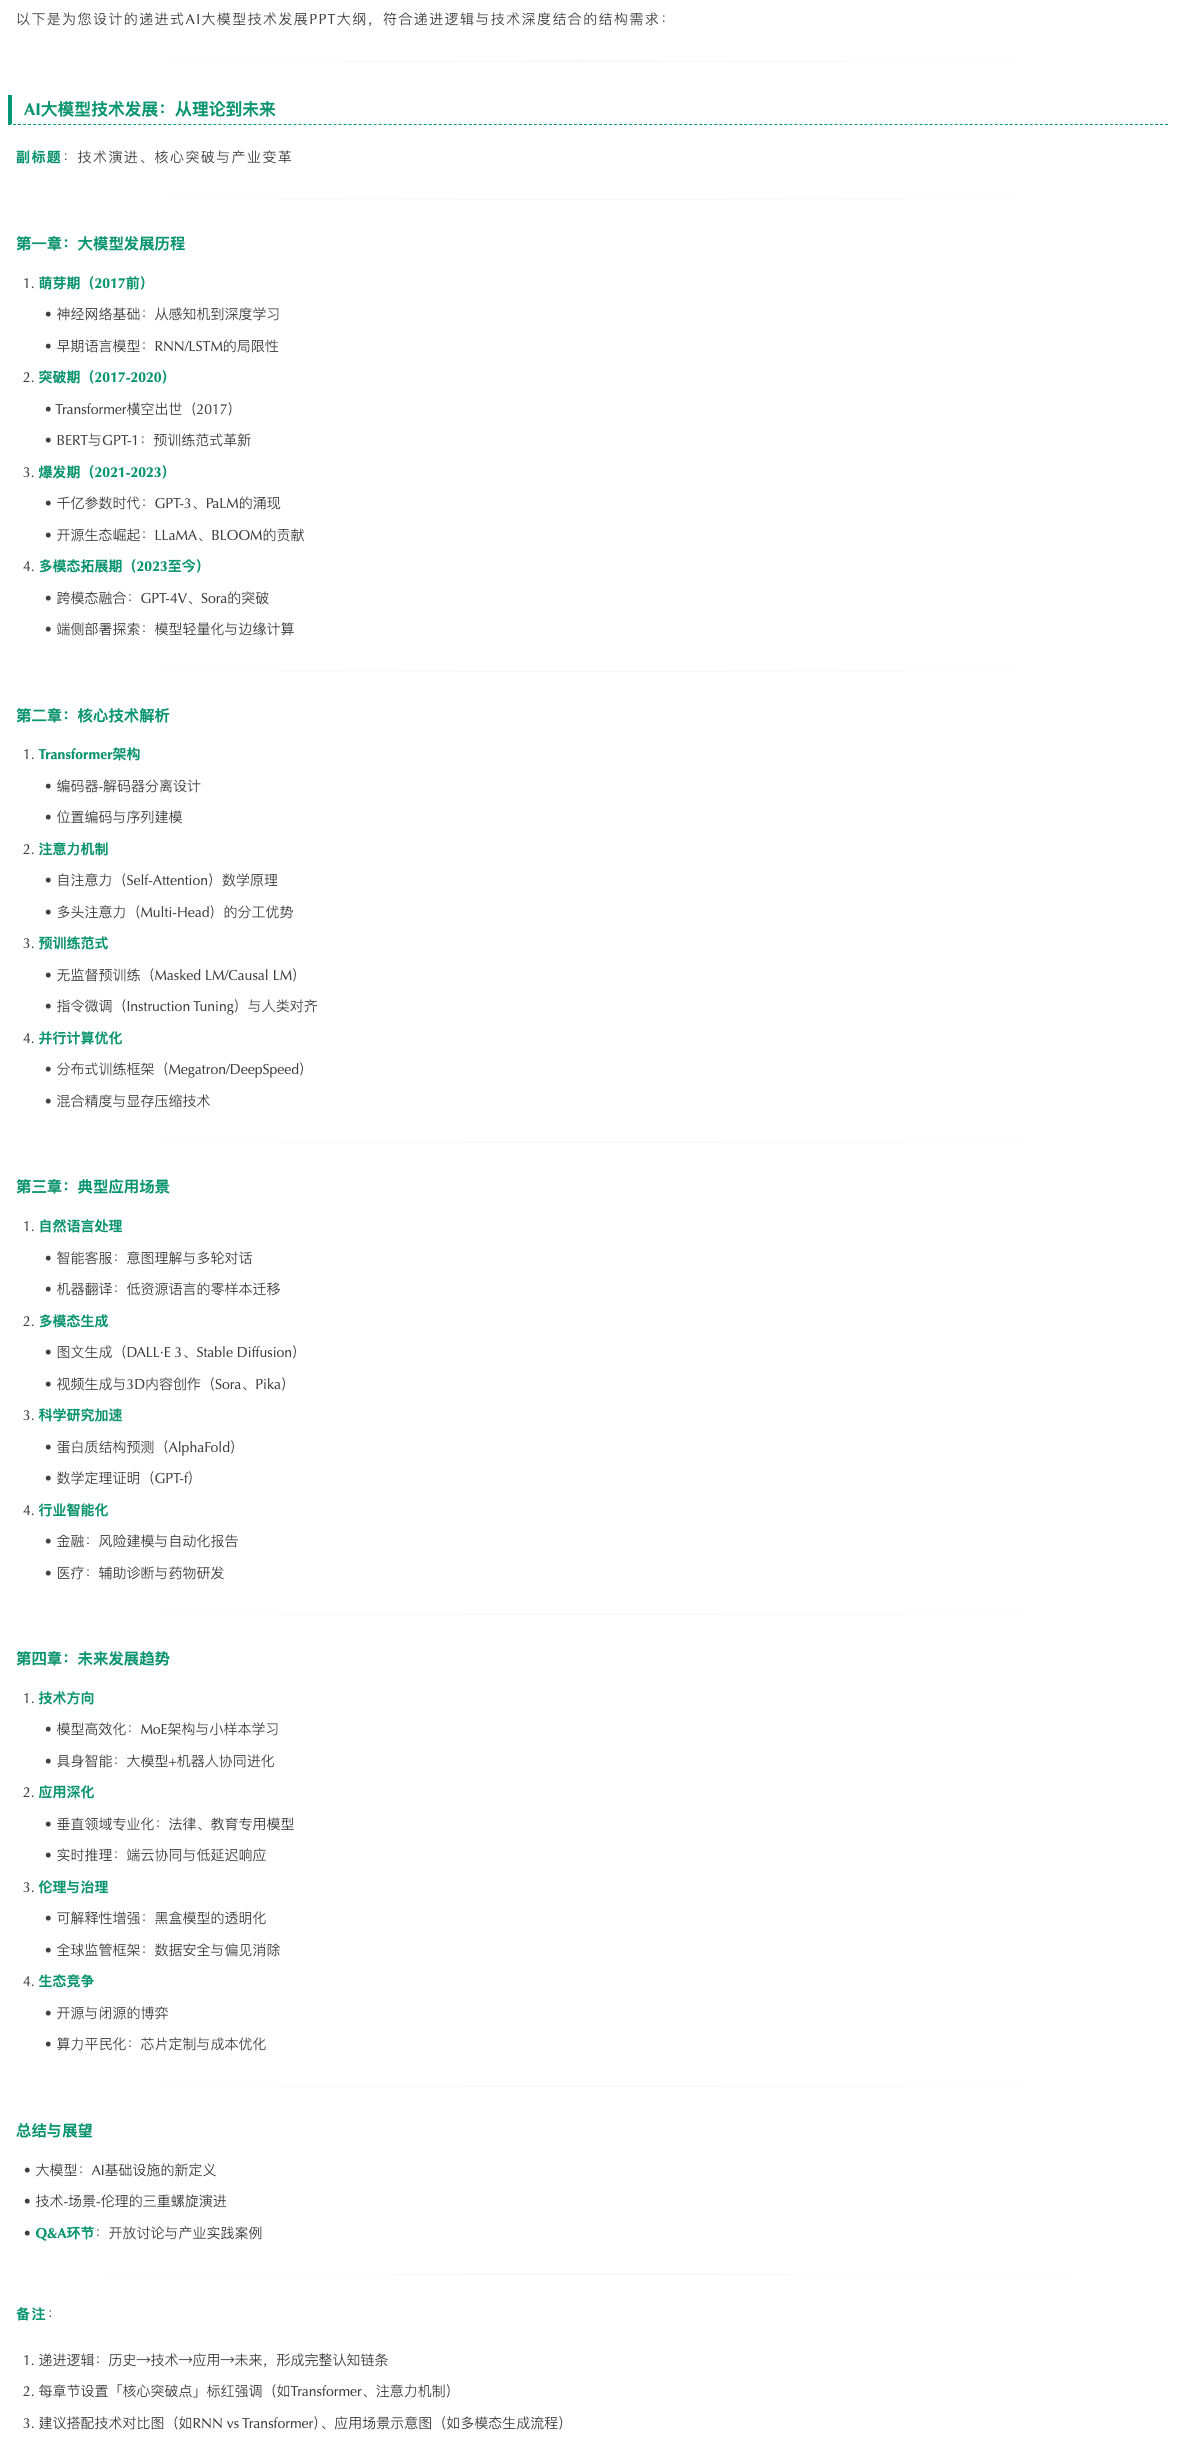 以下是为您设计的递进式AI大模型技术发展PPT大纲，符合递进逻辑与技术深度结合的结构需求：
AI大模型技术发展：从理论到未来
副标题：技术演进、核心突破与产业变革
第一章：大模型发展历程
1. 萌芽期（2017前）
• 神经网络基础：从感知机到深度学习
• 早期语言模型：RNN/LSTM的局限性
2. 突破期（2017-2020）
• Transformer横空出世（2017）
• BERT与GPT-1：预训练范式革新
3. 爆发期（2021-2023）
• 千亿参数时代：GPT-3、PaLM的涌现
• 开源生态崛起：LLaMA、BLOOM的贡献
4. 多模态拓展期（2023至今）
• 跨模态融合：GPT-4V、Sora的突破
• 端侧部署探索：模型轻量化与边缘计算
第二章：核心技术解析
1. Transformer架构
• 编码器-解码器分离设计
• 位置编码与序列建模
2. 注意力机制
• 自注意力（Self-Attention）数学原理
• 多头注意力（Multi-Head）的分工优势
3. 预训练范式
• 无监督预训练（Masked LM/Causal LM）
• 指令微调（Instruction Tuning）与人类对齐
4. 并行计算优化
• 分布式训练框架（Megatron/DeepSpeed）
• 混合精度与显存压缩技术
第三章：典型应用场景
1. 自然语言处理
• 智能客服：意图理解与多轮对话
• 机器翻译：低资源语言的零样本迁移
2. 多模态生成
• 图文生成（DALL·E 3、Stable Diffusion）
• 视频生成与3D内容创作（Sora、Pika）
3. 科学研究加速
• 蛋白质结构预测（AlphaFold）
• 数学定理证明（GPT-f）
4. 行业智能化
• 金融：风险建模与自动化报告
• 医疗：辅助诊断与药物研发
第四章：未来发展趋势
1. 技术方向
• 模型高效化：MoE架构与小样本学习
• 具身智能：大模型+机器人协同进化
2. 应用深化
• 垂直领域专业化：法律、教育专用模型
• 实时推理：端云协同与低延迟响应
3. 伦理与治理
• 可解释性增强：黑盒模型的透明化
• 全球监管框架：数据安全与偏见消除
4. 生态竞争
• 开源与闭源的博弈
• 算力平民化：芯片定制与成本优化
总结与展望
• 大模型：AI基础设施的新定义
• 技术-场景-伦理的三重螺旋演进
• Q&A环节：开放讨论与产业实践案例
备注：
1. 递进逻辑：历史→技术→应用→未来，形成完整认知链条
2. 每章节设置「核心突破点」标红强调（如Transformer、注意力机制）
3. 建议搭配技术对比图（如RNN vs Transformer）、应用场景示意图（如多模态生成流程）